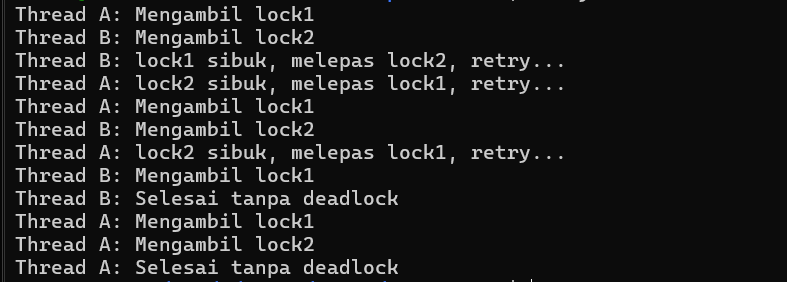 Thread A: Mengambil lock1
Thread B: Mengambil lock2
Thread B: lock1 sibuk, melepas lock2, retry...
Thread A: lock2 sibuk, melepas lock1, retry...
Thread A: Mengambil lock1
Thread B: Mengambil lock2
Thread A: lock2 sibuk, melepas lock1, retry...
Thread B: Mengambil lock1
Thread B: Selesai tanpa deadlock
Thread A: Mengambil lock1
Thread A: Mengambil lock2
Thread A: Selesai tanpa deadlock